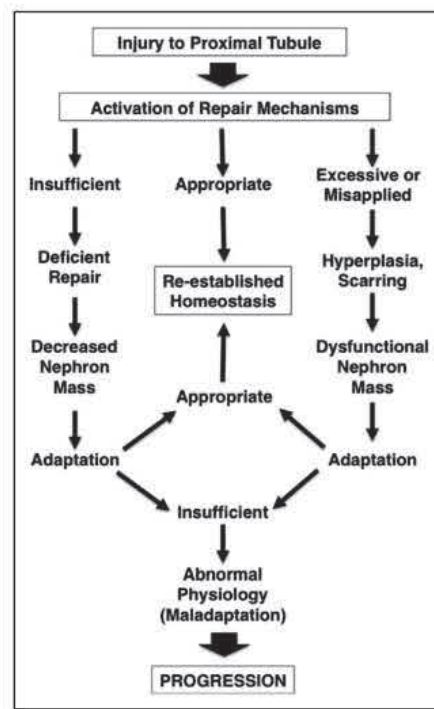 Injury to Proximal Tubule
Activation of Repair Mechanisms
Insufficient
Appropriate
Excessive or
Misapplied
Deficient
Repair
Re-established
Homeostasis
Hyperplasia,
Scarring
Decreased
Nephron
Mass
Dysfunctional
Nephron
Mass
Appropriate
Adaptation
Adaptation
Insufficient
Abnormal
Physiology
(Maladaptation)
PROGRESSION